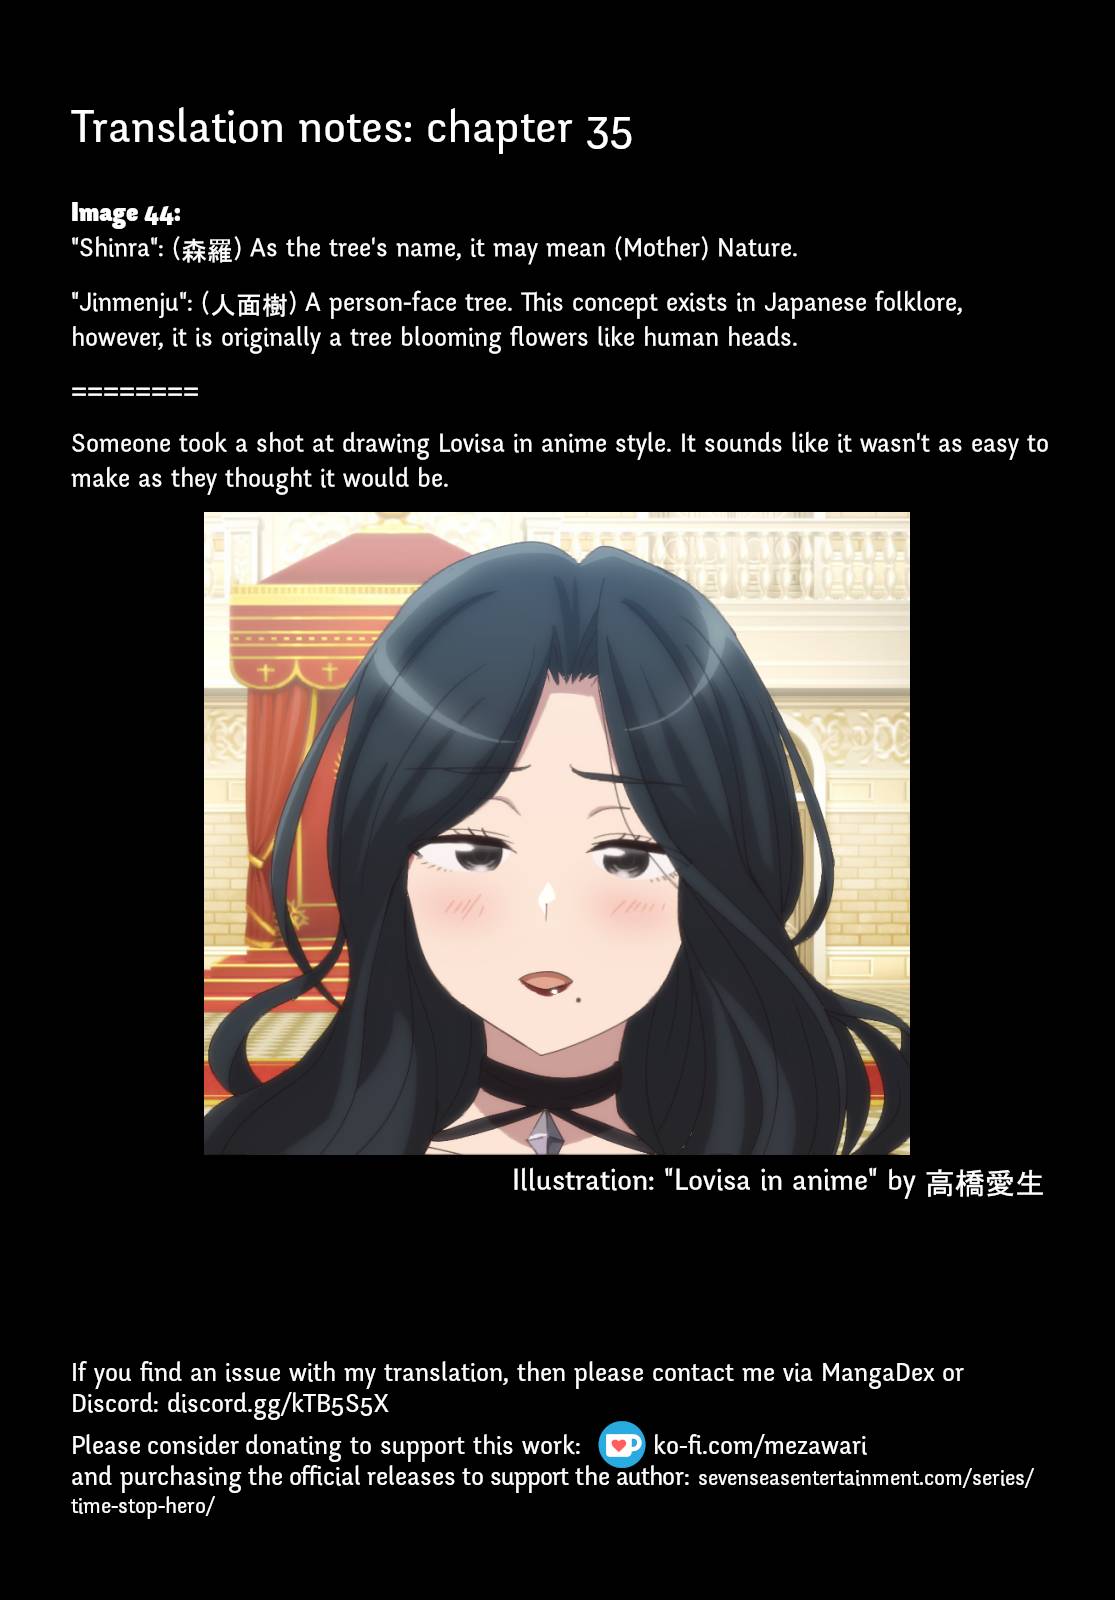 Translation notes: chapter 35
Image 44:
"Shinra": (森羅) As the tree's name, it may mean (Mother) Nature.
"Jinmenju": (人面樹) A person-face tree. This concept exists in Japanese folklore,
however, it is originally a tree blooming flowers like human heads.
========
Someone took a shot at drawing Lovisa in anime style. It sounds like it wasn't as easy to
make as they thought it would be.
Illustration: "Lovisa in anime" by 高橋愛生
If you find an issue with my translation, then please contact me via MangaDex or
Discord: discord.gg/kTB5S5X
Please consider donating to support this work: ko-fi.com/mezawari
and purchasing the official releases to support the author: sevenseasentertainment.com/series/
time-stop-hero/